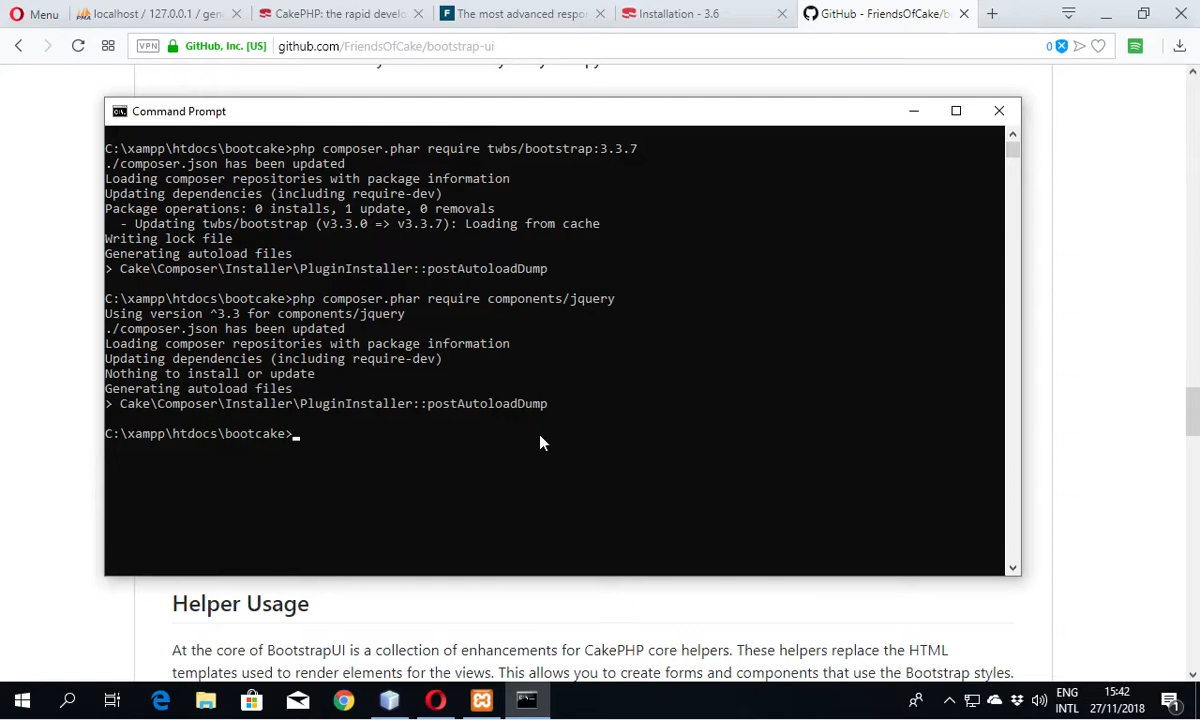 Menu
localhost / 127.0.0.1 / gen
CakePHP: the rapid develo
The most advanced respo
Installation - 3.6
GitHub - FriendsOfCake/b
VPN
GitHub, Inc. [US]
github.com/FriendsOfCake/bootstrap-ui
0
Command Prompt
C:\xampp\htdocs\bootcake>php composer.phar require twbs/bootstrap:3.3.7
./composer.json has been updated
Loading composer repositories with package information
Updating dependencies (including require-dev)
Package operations: 0 installs, 1 update, 0 removals
- Updating twbs/bootstrap (v3.3.0 => v3.3.7): Loading from cache
Writing lock file
Generating autoload files
> Cake\Composer\Installer\PluginInstaller::postAutoloadDump
C:\xampp\htdocs\bootcake>php composer.phar require components/jquery
Using version ^3.3 for components/jquery
./composer.json has been updated
Loading composer repositories with package information
Updating dependencies (including require-dev)
Nothing to install or update
Generating autoload files
> Cake\Composer\Installer\PluginInstaller::postAutoloadDump
C:\xampp\htdocs\bootcake>
Helper Usage
At the core of BootstrapUI is a collection of enhancements for CakePHP core helpers. These helpers replace the HTML
templates used to render elements for the views. This allows you to create forms and components that use the Bootstrap styles.
ENG
INTL
15:42
27/11/2018
1